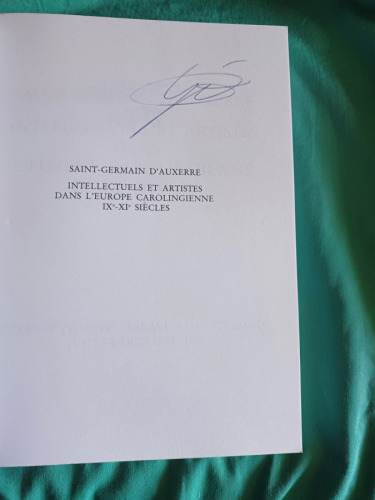 SAINT-GERMAIN D'AUXERRE
INTELLECTUELS ET ARTISTES
DANS L'EUROPE CAROLINGIENNE
IXe-XIe SIÈCLES